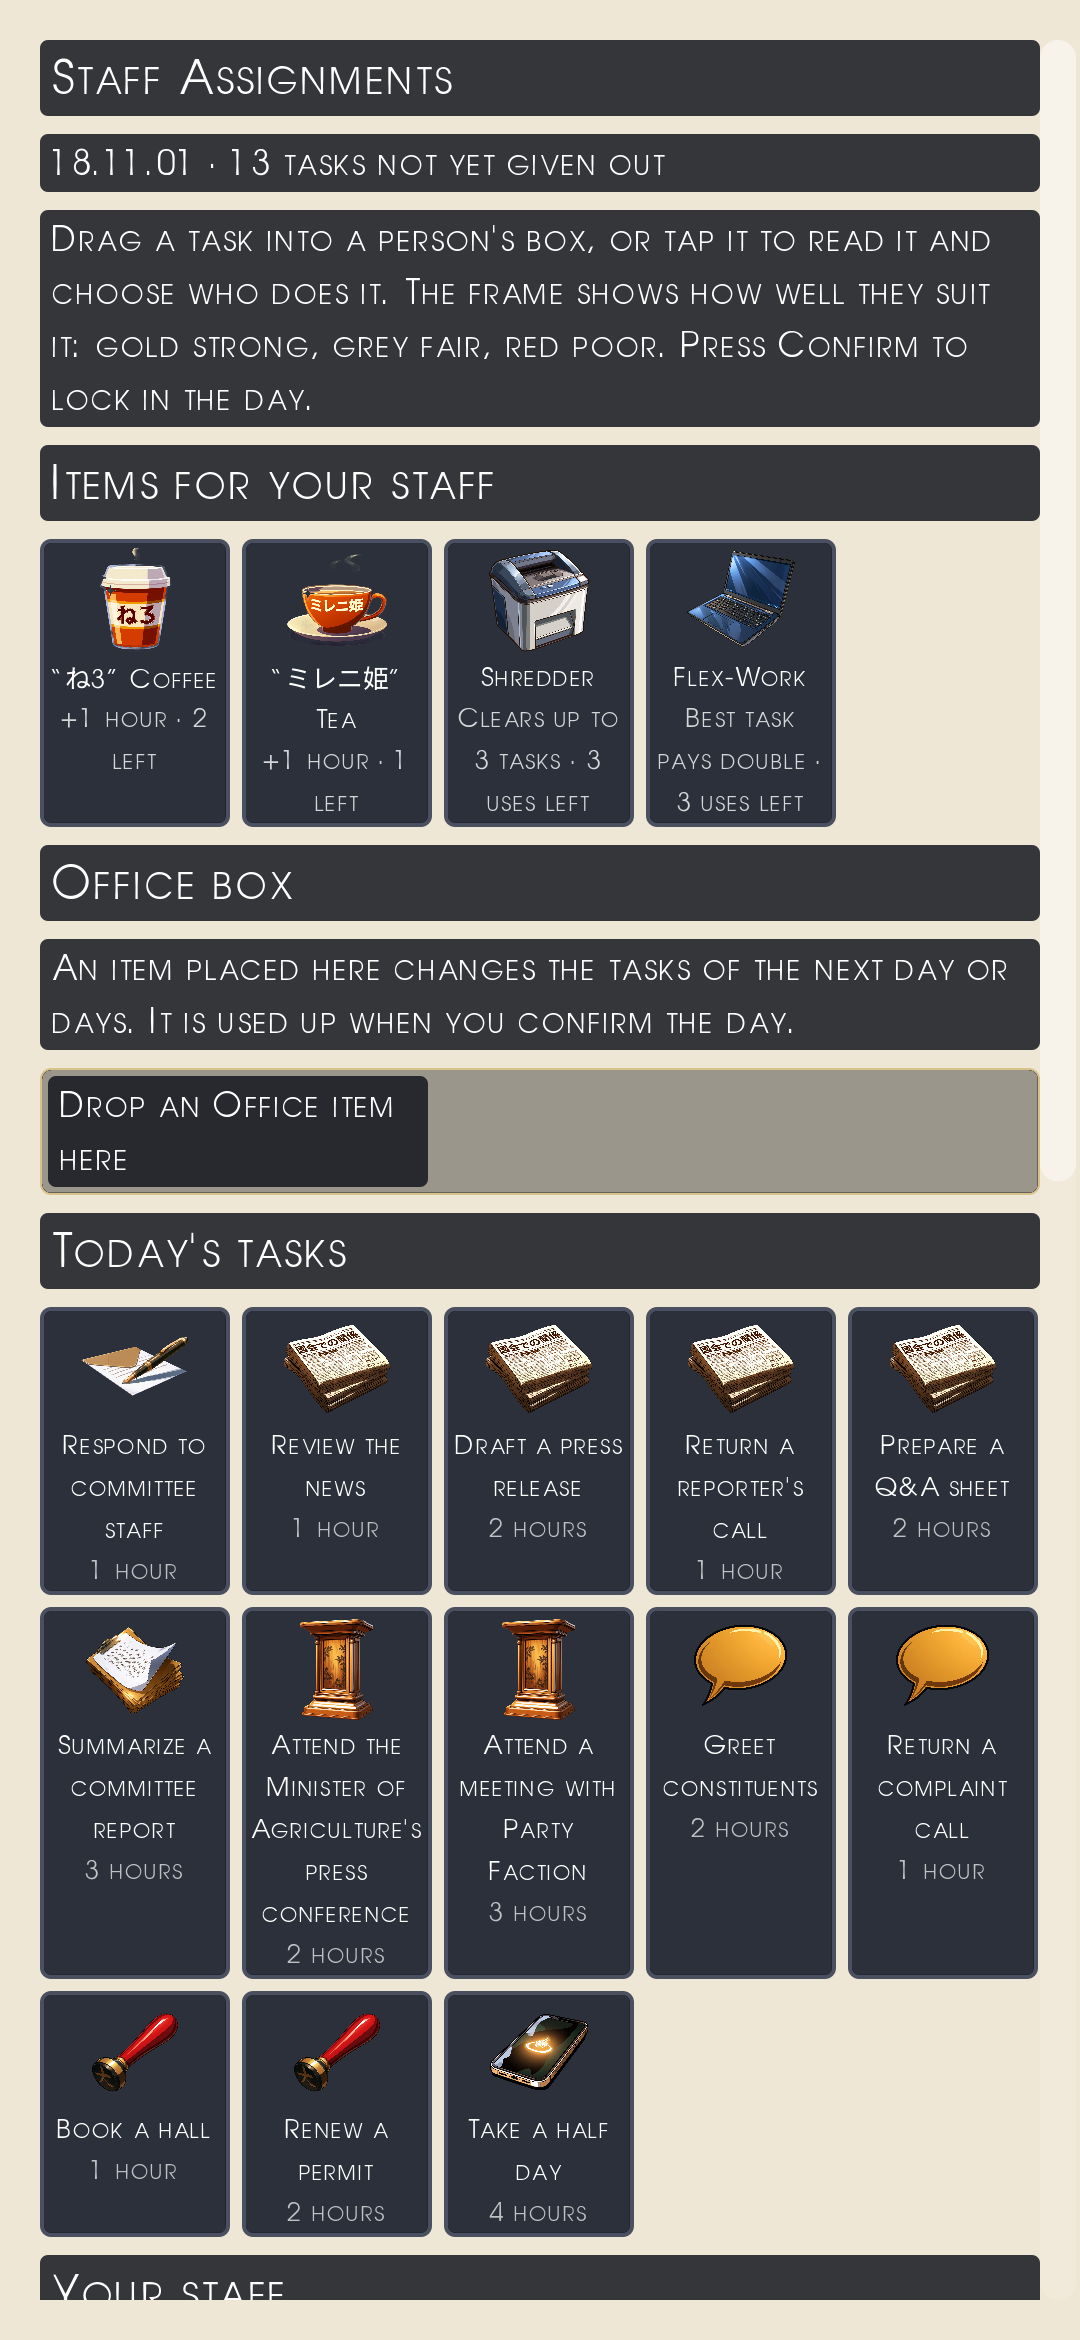 Staff Assignments
18.11.01 · 13 tasks not yet given out
Drag a task into a person's box, or tap it to read it and
choose who does it. The frame shows how well they suit
it: gold strong, grey fair, red poor. Press Confirm to
lock in the day.
Items for your staff
ねろ
ミレニ姫
“ね3” Coffee
+1 hour · 2
left
“ミレニ姫”
Tea
+1 hour · 1
left
Shredder
Clears up to
3 tasks · 3
uses left
Flex-Work
Best task
pays double ·
3 uses left
Office box
An item placed here changes the tasks of the next day or
days. It is used up when you confirm the day.
Drop an Office item
here
Today's tasks
Respond to
committee
staff
1 hour
Review the
news
1 hour
Draft a press
release
2 hours
Return a
reporter's
call
1 hour
Prepare a
Q&A sheet
2 hours
Summarize a
committee
report
3 hours
Attend the
Minister of
Agriculture's
press
conference
2 hours
Attend a
meeting with
Party
Faction
3 hours
Greet
constituents
2 hours
Return a
complaint
call
1 hour
Book a hall
1 hour
Renew a
permit
2 hours
Take a half
day
4 hours
Your staff